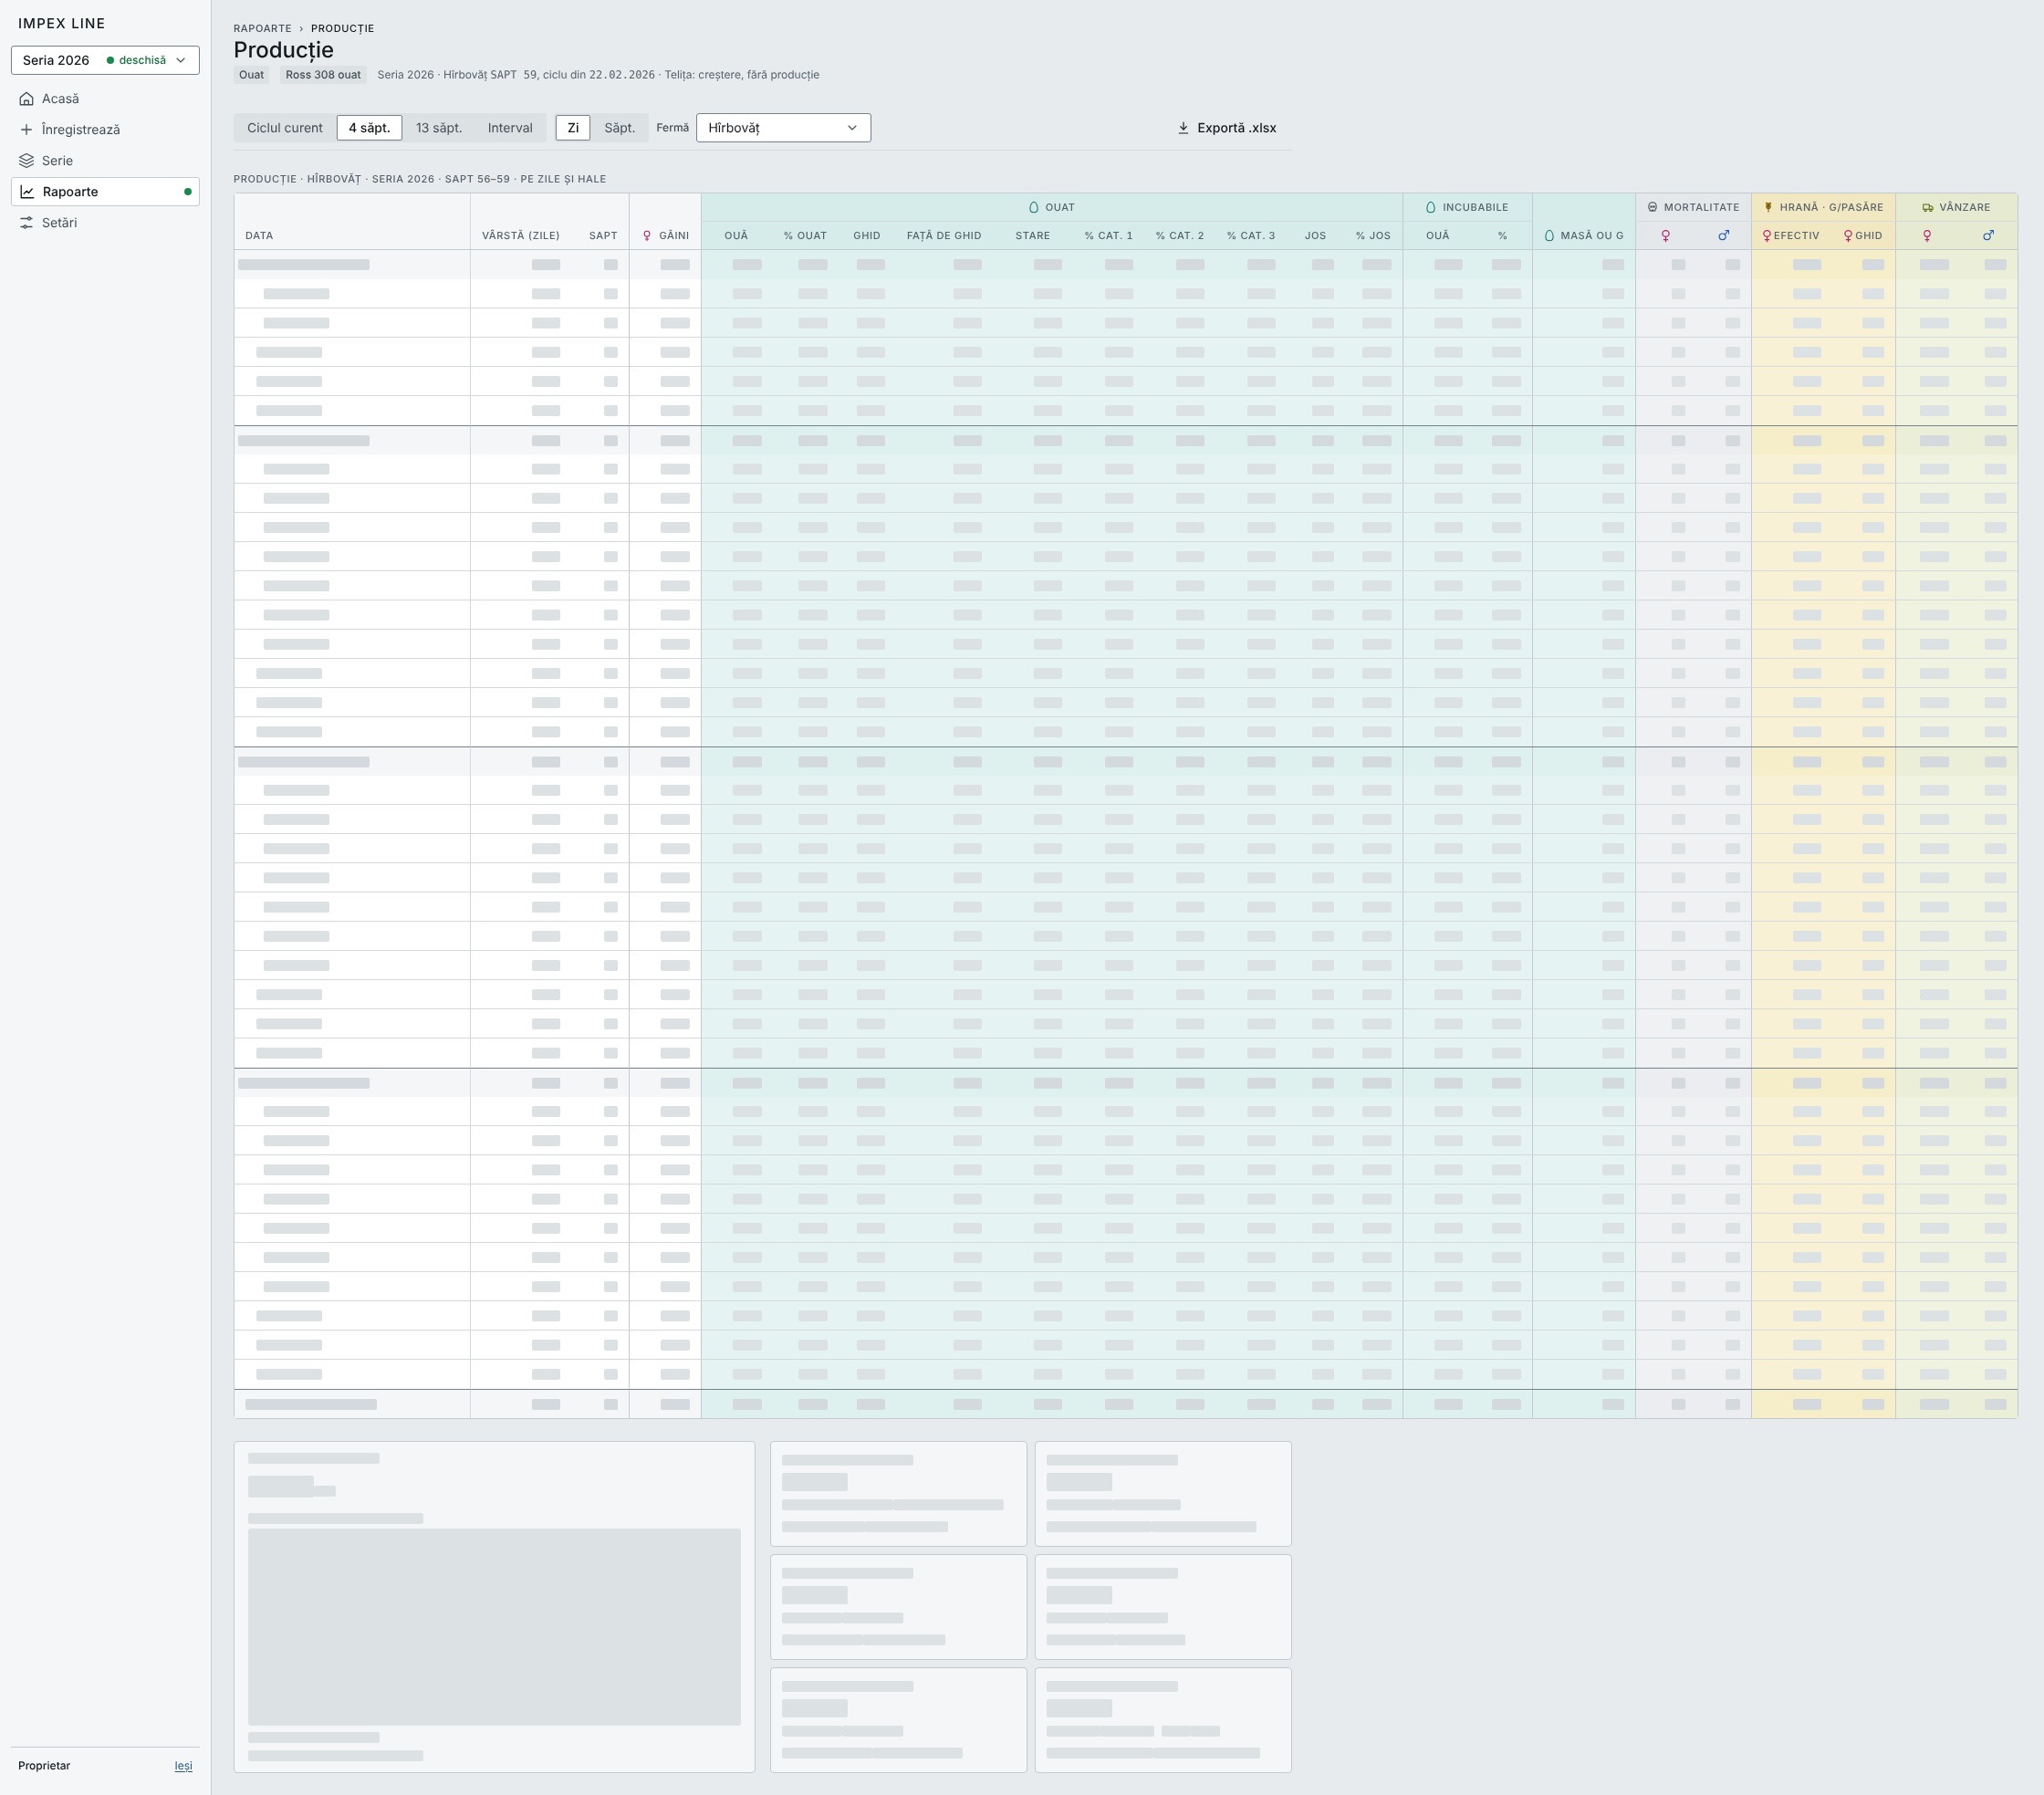 IMPEX LINE
Seria 2026 deschisă
Acasă
Înregistrează
Serie
Rapoarte
Setări
Proprietar Ieși
RAPOARTE › PRODUCȚIE
Producție
Ouat Ross 308 ouat Seria 2026 · Hîrbovăț SAPT 59, ciclu din 22.02.2026 · Telița: creștere, fără producție
Ciclul curent 4 săpt. 13 săpt. Interval Zi Săpt. Fermă Hîrbovăț Exportă .xlsx
PRODUCȚIE · HÎRBOVĂȚ · SERIA 2026 · SAPT 56–59 · PE ZILE ȘI HALE
OUAT INCUBABILE MORTALITATE HRANĂ · G/PASĂRE VÂNZARE
DATA VÂRSTĂ (ZILE) SAPT ♀ GĂINI OUĂ % OUAT GHID FAȚĂ DE GHID STARE % CAT. 1 % CAT. 2 % CAT. 3 JOS % JOS OUĂ % MASĂ OU G ♀ ♂ ♀ EFECTIV ♀ GHID ♀ ♂